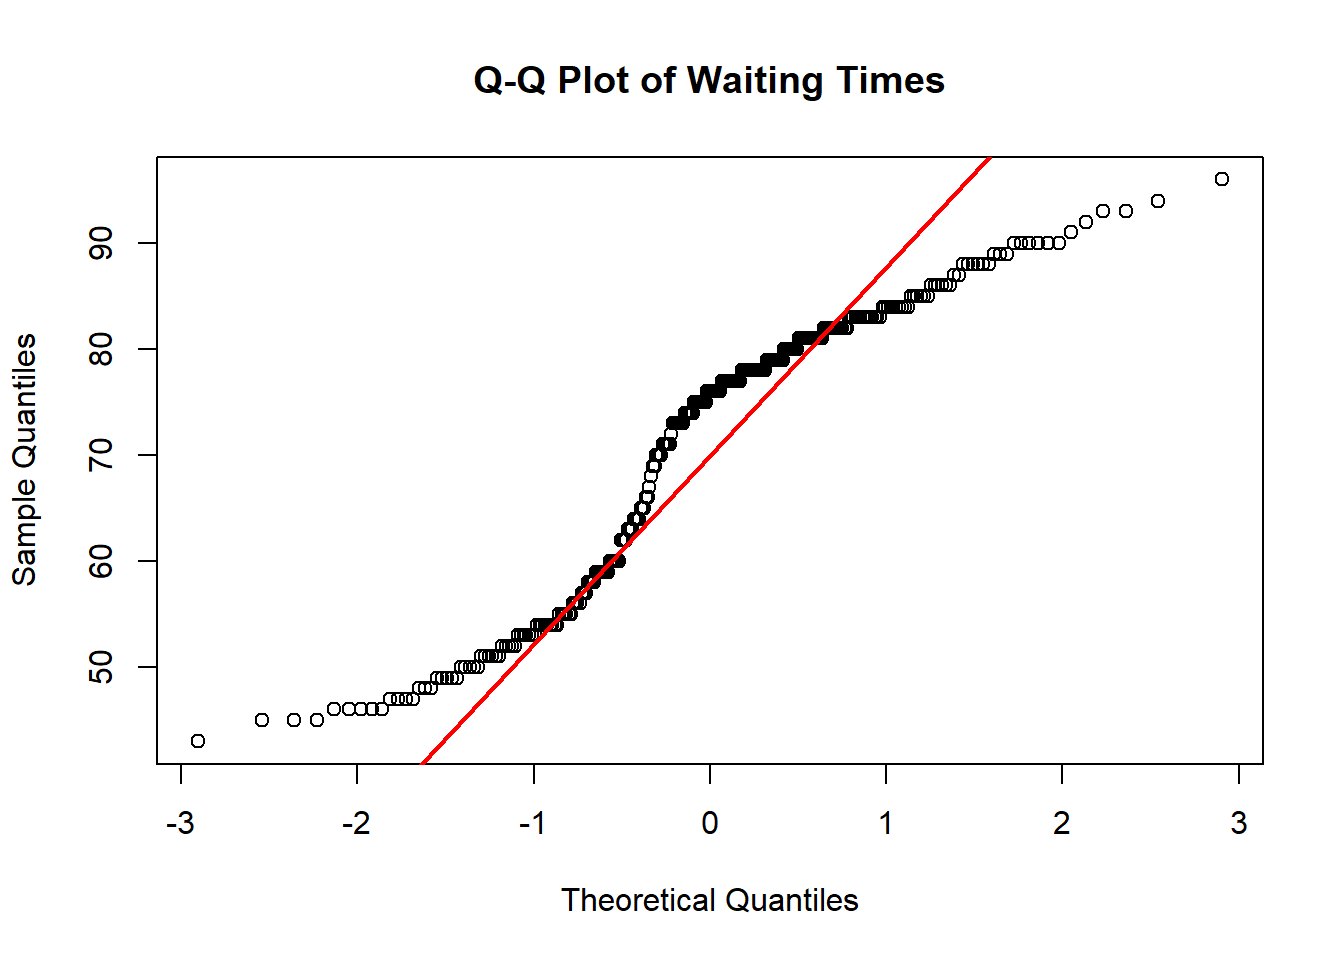 Q-Q Plot of Waiting Times
Sample Quantiles
90
80
70
60
50
-3 -2 -1 0 1 2 3
Theoretical Quantiles